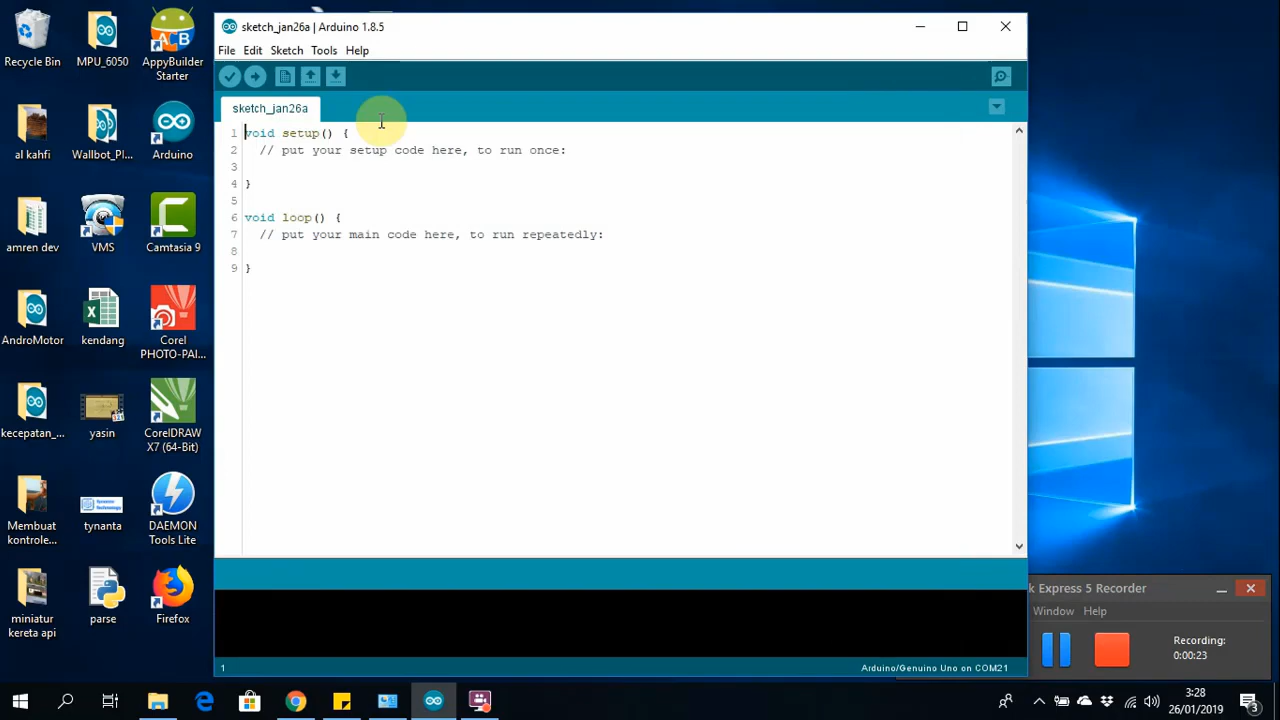 Recycle Bin
MPU_6050
AppyBuilder
Starter
al kahfi
Wallbot_Pl...
Arduino
amren dev
VMS
Camtasia 9
AndroMotor
kendang
Corel
PHOTO-PAI...
kecepatan_...
yasin
CorelDRAW
X7 (64-Bit)
Membuat
kontrole...
tynanta
DAEMON
Tools Lite
miniatur
kereta api
parse
Firefox
sketch_jan26a | Arduino 1.8.5
File Edit Sketch Tools Help
sketch_jan26a
1 void setup() {
2 // put your setup code here, to run once:
3
4 }
5
6 void loop() {
7 // put your main code here, to run repeatedly:
8
9 }
1
Arduino/Genuino Uno on COM21
k Express 5 Recorder
Window Help
Recording:
0:00:23
3:28
26/01/2019
3